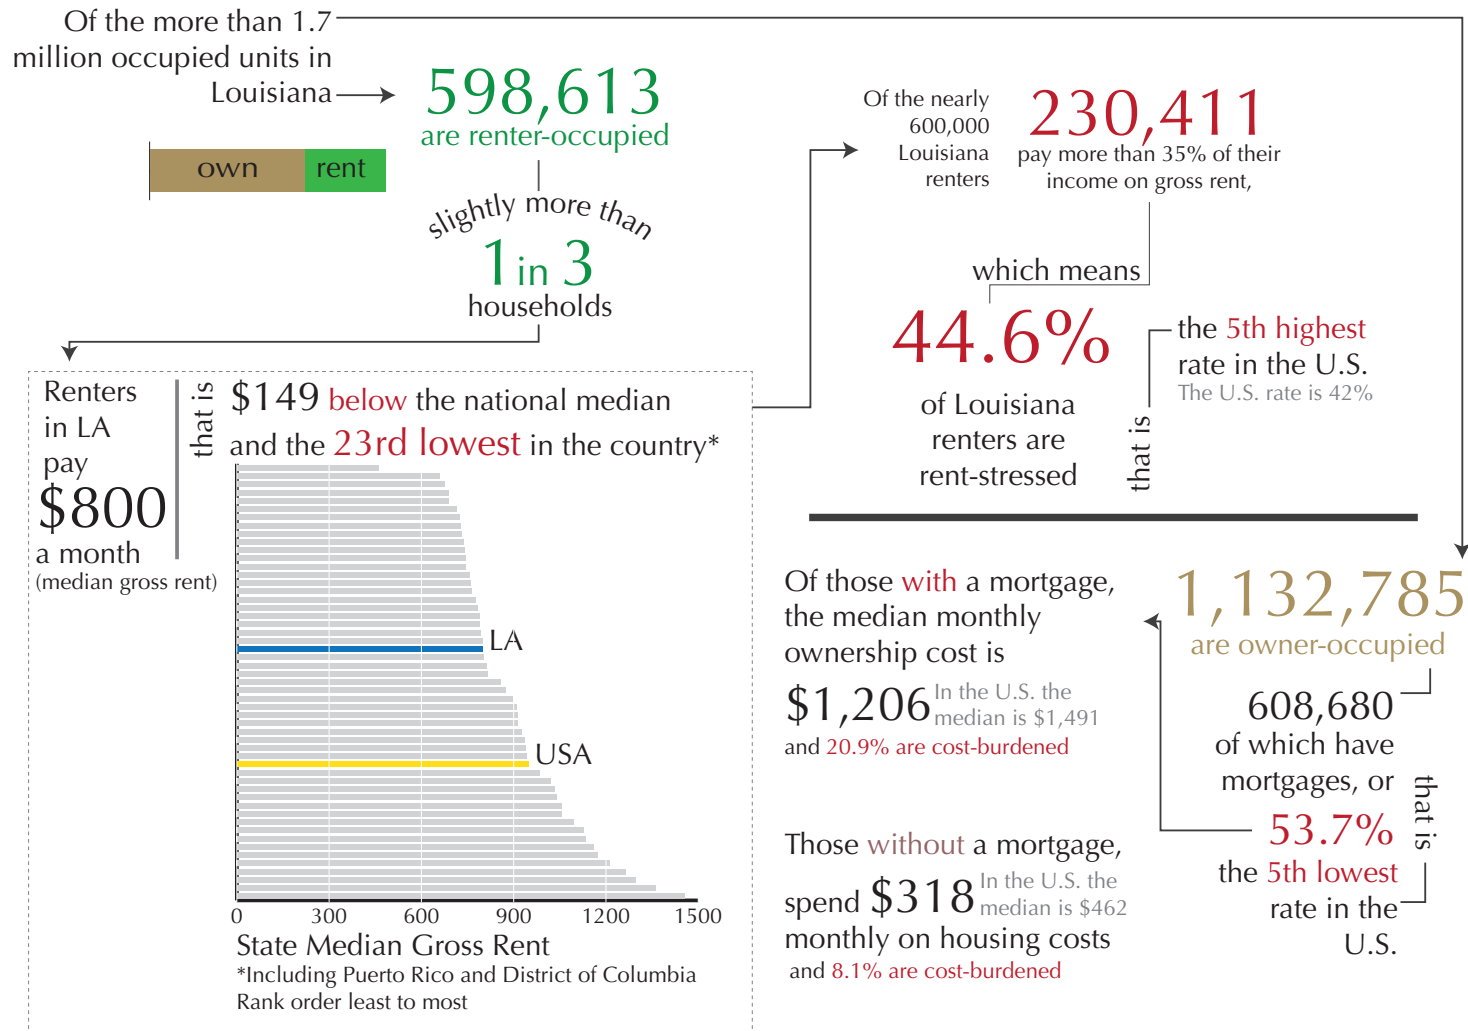 Of the more than 1.7
million occupied units in
Louisiana
598,613
are renter-occupied
own rent
slightly more than
1 in 3
households
Renters
in LA
pay
$800
a month
(median gross rent)
that is
$149 below the national median
and the 23rd lowest in the country*
LA
USA
0 300 600 900 1200 1500
State Median Gross Rent
*Including Puerto Rico and District of Columbia
Rank order least to most
Of the nearly
600,000
Louisiana
renters
230,411
pay more than 35% of their
income on gross rent,
which means
44.6%
of Louisiana
renters are
rent-stressed
that is
the 5th highest
rate in the U.S.
The U.S. rate is 42%
1,132,785
are owner-occupied
608,680
of which have
mortgages, or
53.7%
that is
the 5th lowest
rate in the
U.S.
Of those with a mortgage,
the median monthly
ownership cost is
$1,206
In the U.S. the
median is $1,491
and 20.9% are cost-burdened
Those without a mortgage,
spend $318
In the U.S. the
median is $462
monthly on housing costs
and 8.1% are cost-burdened